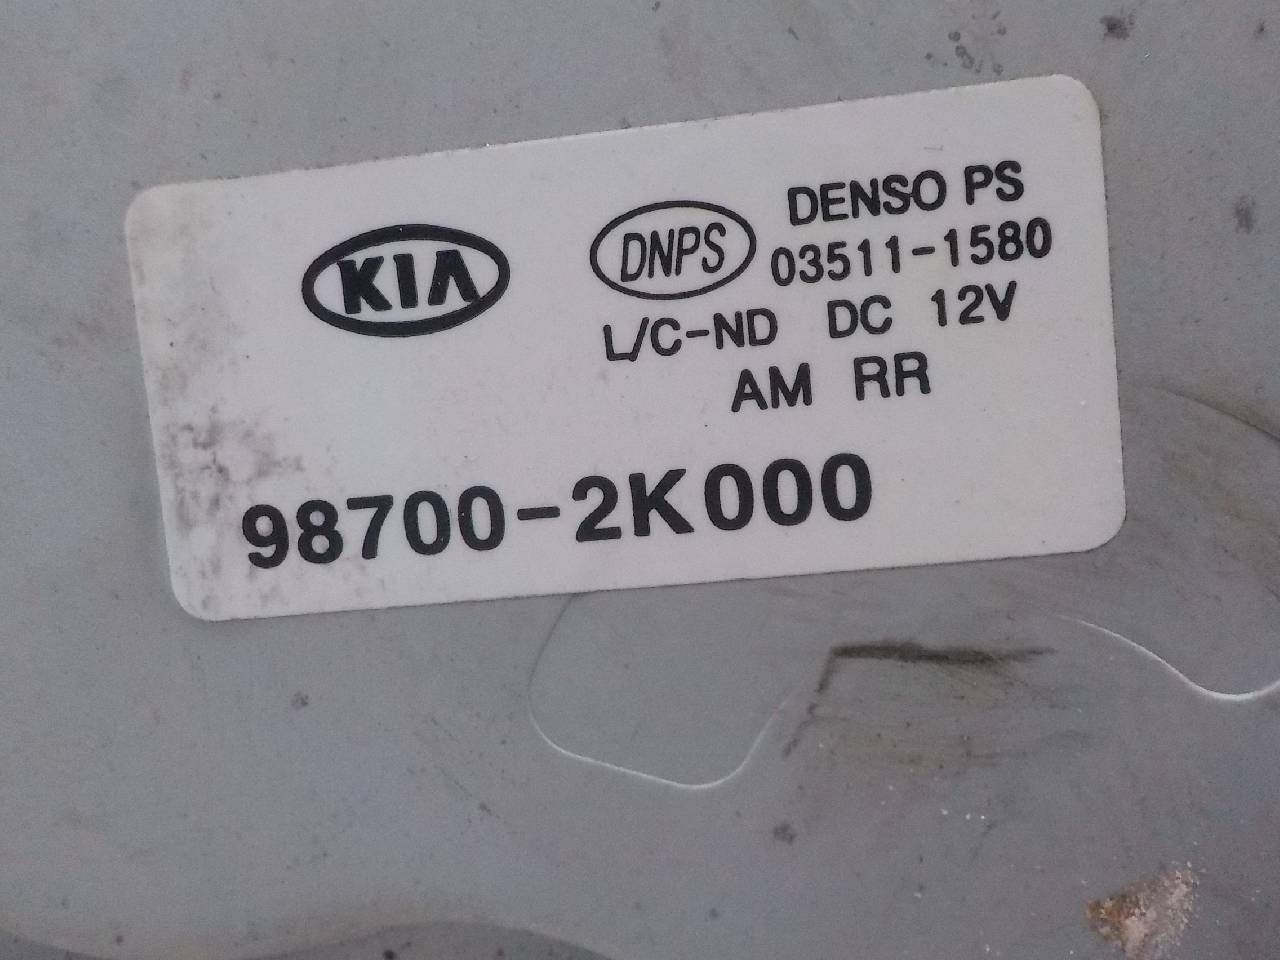 KIA
DNPS
DENSO PS
03511-1580
L/C-ND DC 12V
AM RR
98700-2K000